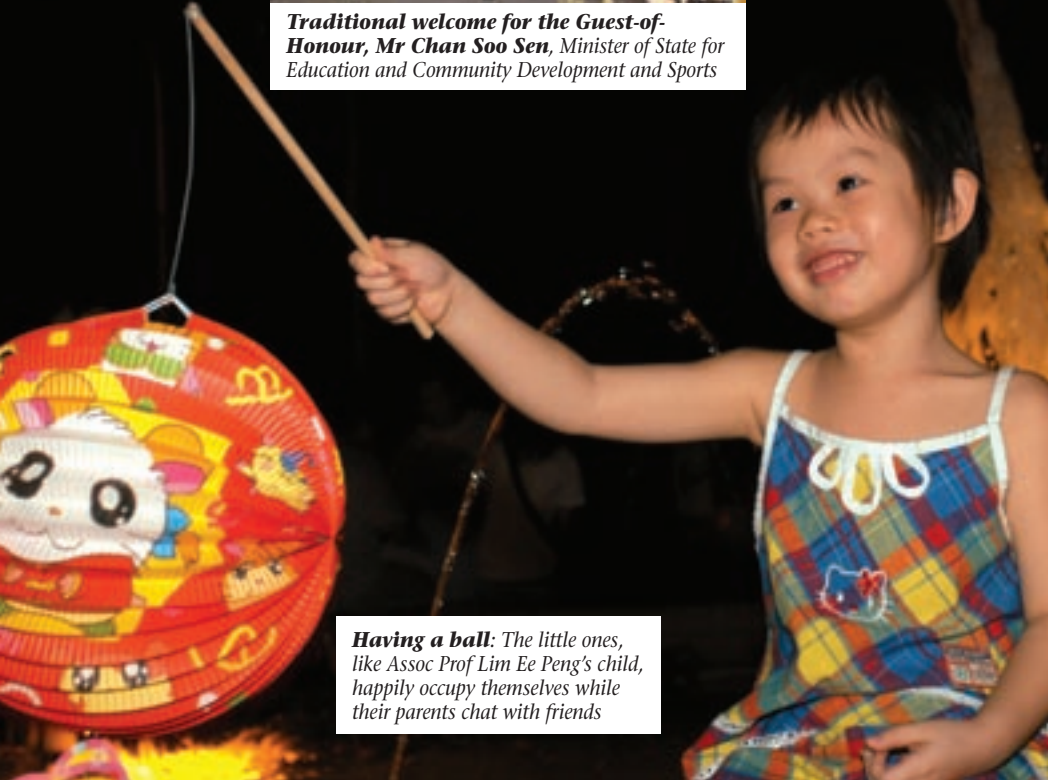 Traditional welcome for the Guest-of-
Honour, Mr Chan Soo Sen, Minister of State for
Education and Community Development and Sports
Having a ball: The little ones,
like Assoc Prof Lim Ee Peng’s child,
happily occupy themselves while
their parents chat with friends